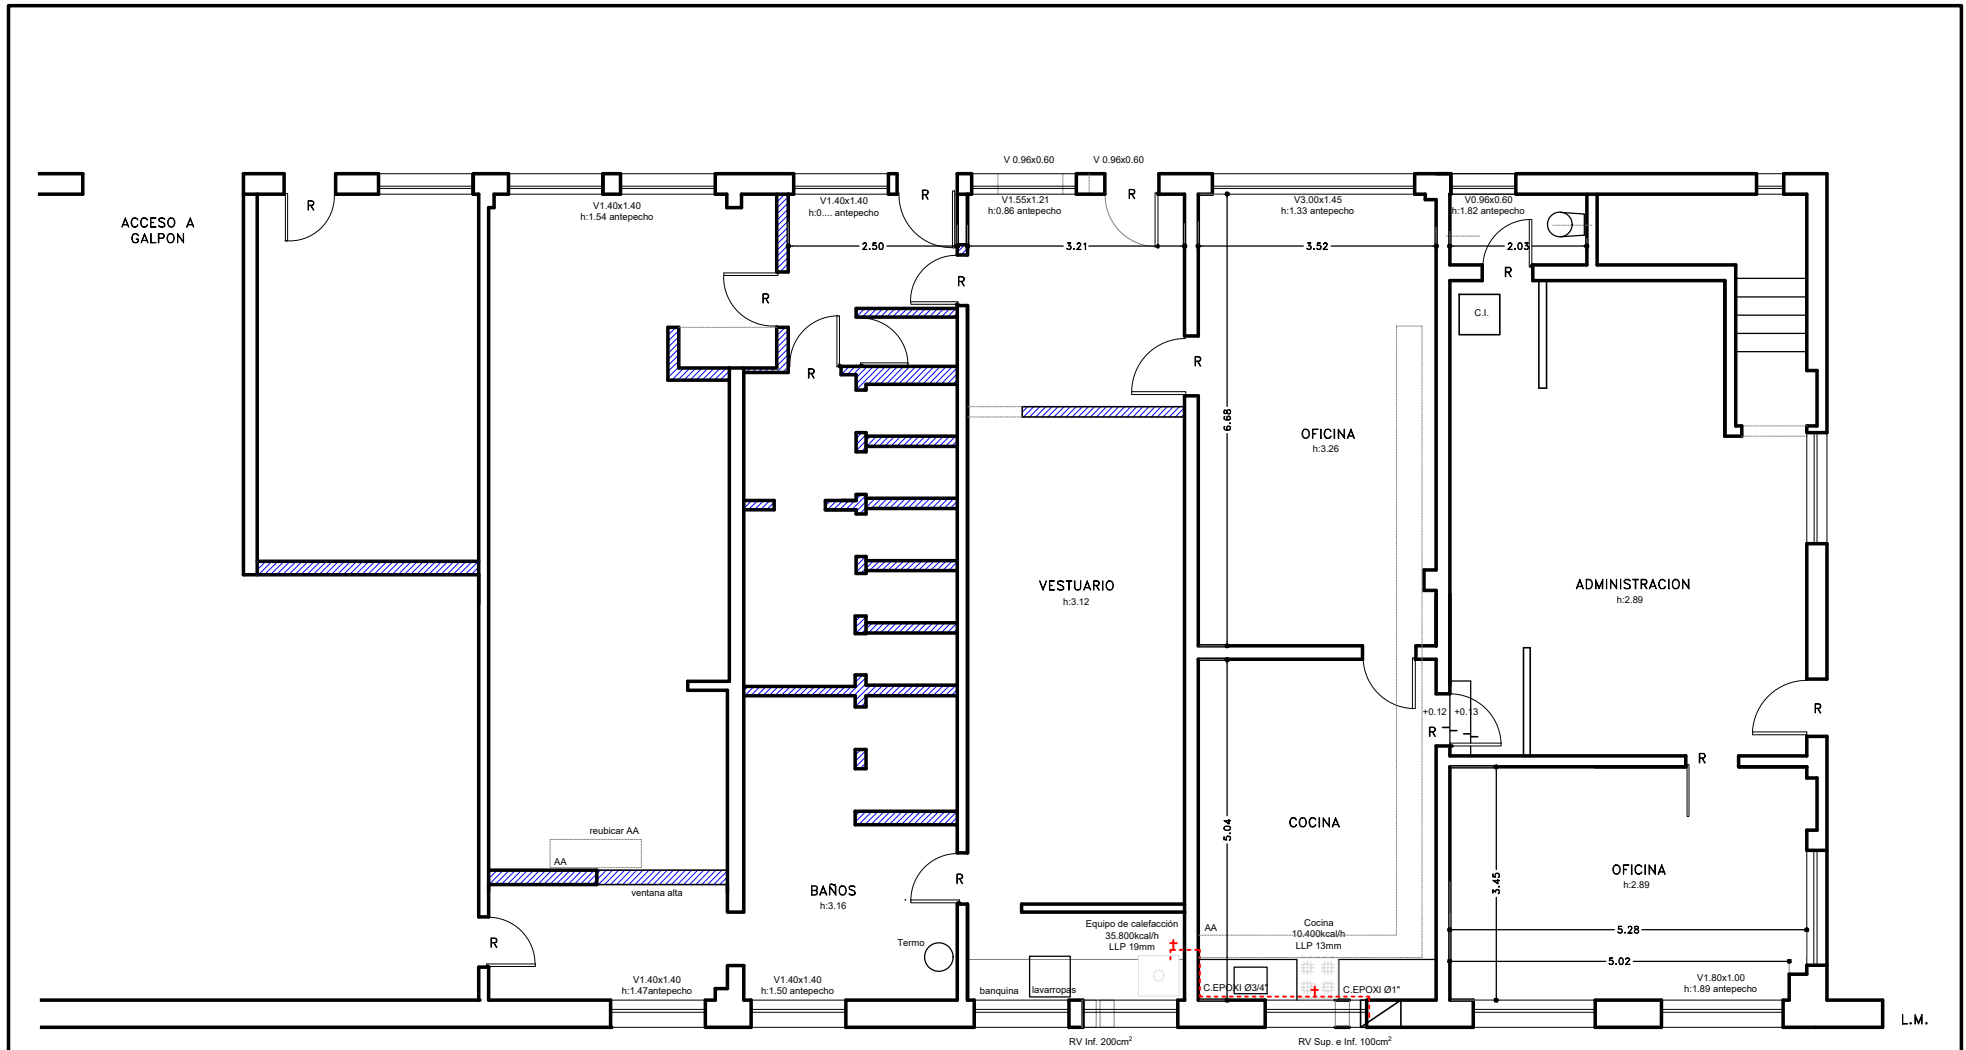 V 0.96x0.60
V 0.96x0.60
ACCESO A
GALPON
R
V1.40x1.40
h:1.54 antepecho
V1.40x1.40
h:0.... antepecho
R
V1.55x1.21
h:0.86 antepecho
R
V3.00x1.45
h:1.33 antepecho
V0.96x0.60
h:1.82 antepecho
2.50
3.21
3.52
2.03
R
R
R
C.I.
R
R
6.68
OFICINA
h:3.26
VESTUARIO
h:3.12
ADMINISTRACION
h:2.89
+0.12
+0.13
R
R
R
5.04
COCINA
reubicar AA
AA
ventana alta
BAÑOS
h:3.16
R
3.45
OFICINA
h:2.89
R
Termo
Equipo de calefacción
35.800kcal/h
LLP 19mm
AA
Cocina
10.400kcal/h
LLP 13mm
5.28
5.02
V1.40x1.40
h:1.47antepecho
V1.40x1.40
h:1.50 antepecho
banquina
lavarropas
C.EPOXI Ø3/4"
C.EPOXI Ø1"
V1.80x1.00
h:1.89 antepecho
L.M.
RV Inf. 200cm²
RV Sup. e Inf. 100cm²